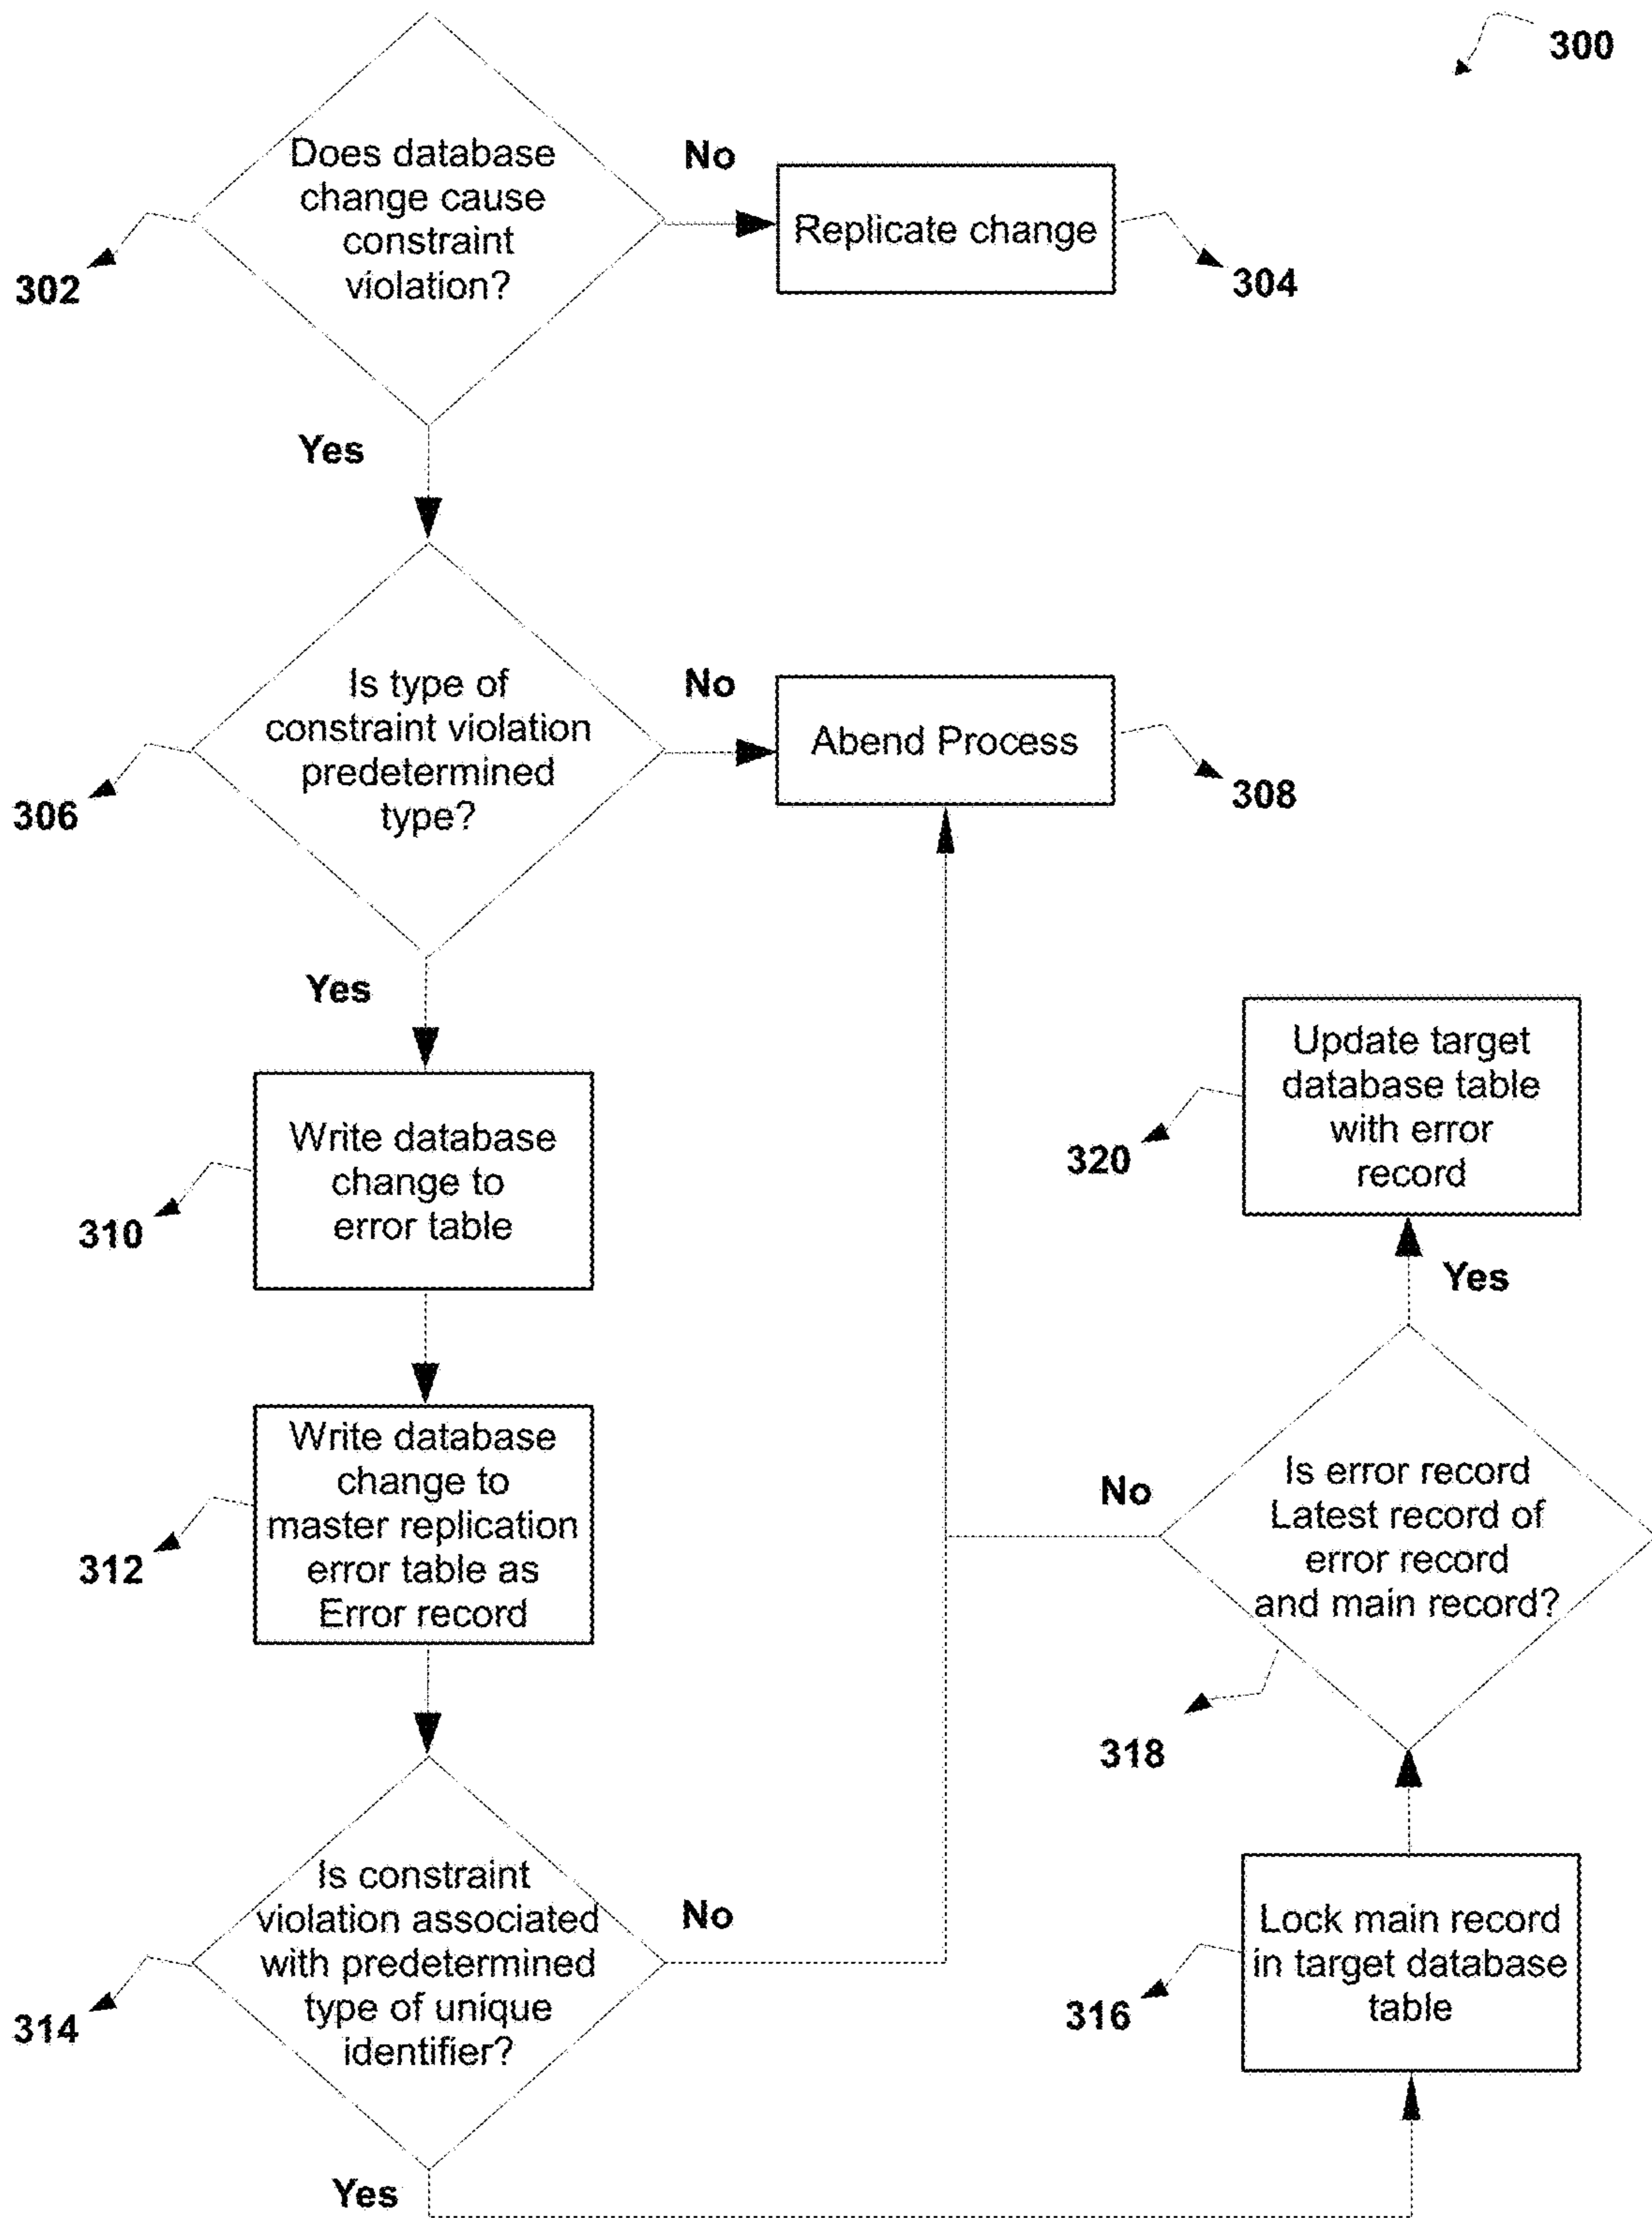 300
Does database
change cause
constraint
violation?
302
No
Replicate change
304
Yes
Is type of
constraint violation
predetermined
type?
306
No
Abend Process
308
Yes
Write database
change to
error table
310
Write database
change to
master replication
error table as
Error record
312
Is constraint
violation associated
with predetermined
type of unique
identifier?
314
No
Yes
Lock main record
in target database
table
316
Is error record
Latest record of
error record
and main record?
318
No
Yes
Update target
database table
with error
record
320